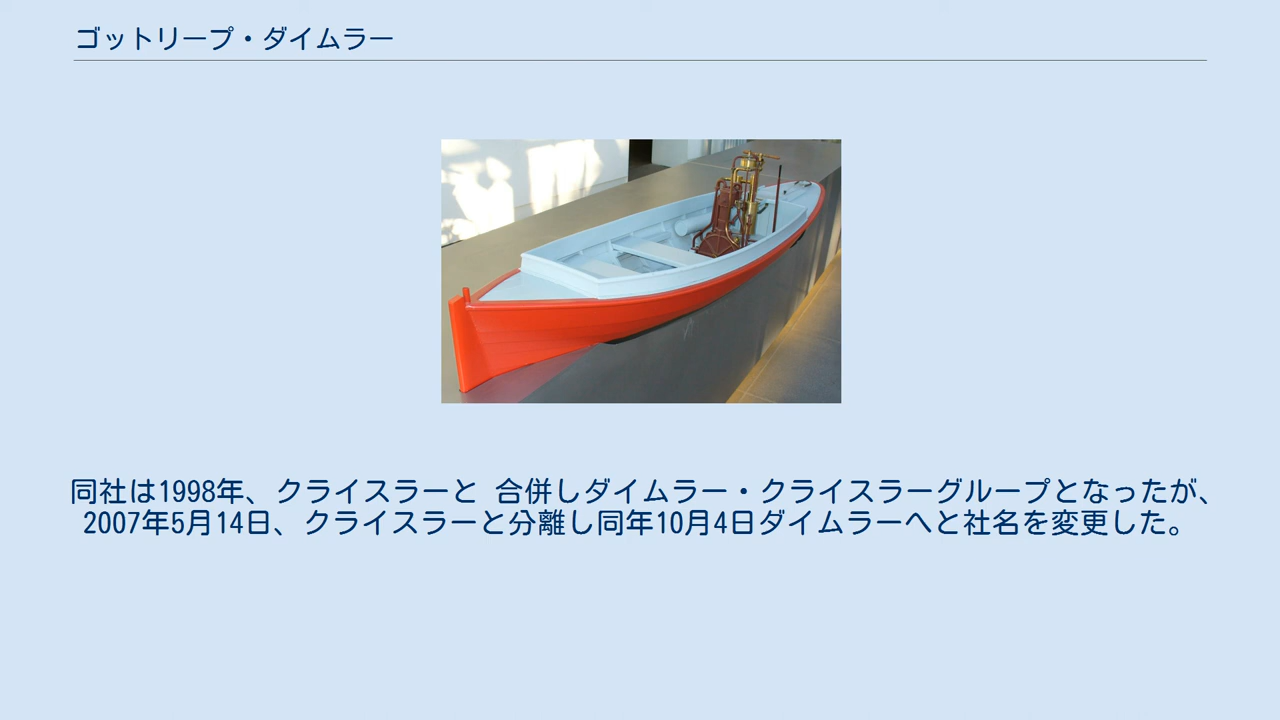 ゴットリープ・ダイムラー
同社は1998年、クライスラーと 合併しダイムラー・クライスラーグループとなったが、
2007年5月14日、クライスラーと分離し同年10月4日ダイムラーへと社名を変更した。